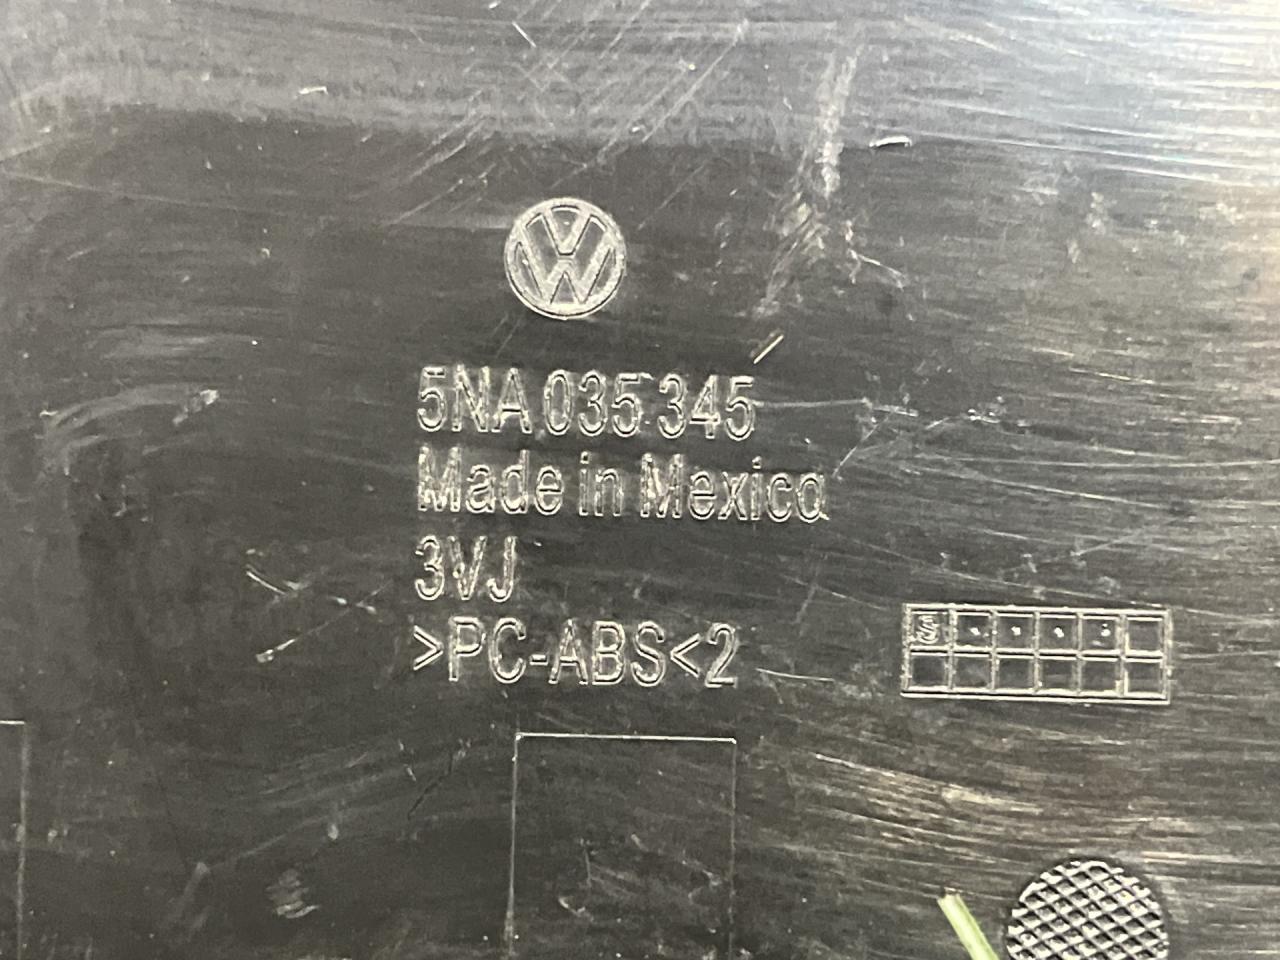 5NA 035 345
Made in Mexico
3VJ
>PC-ABS<2